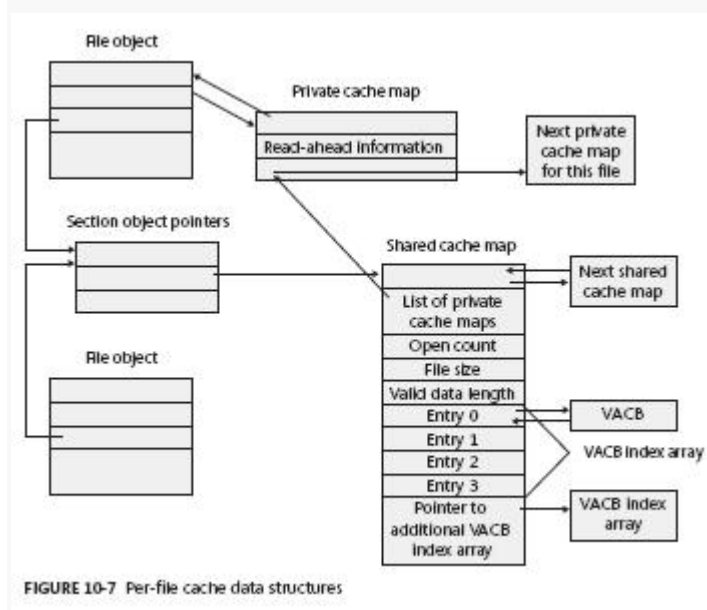 File object
Private cache map
Read-ahead information
Next private
cache map
for this file
Section object pointers
Shared cache map
List of private
cache maps
Open count
File size
Valid data length
Entry 0
Entry 1
Entry 2
Entry 3
Pointer to
additional VACB
index array
Next shared
cache map
VACB
VACB index array
VACB index
array
File object
FIGURE 10-7 Per-file cache data structures